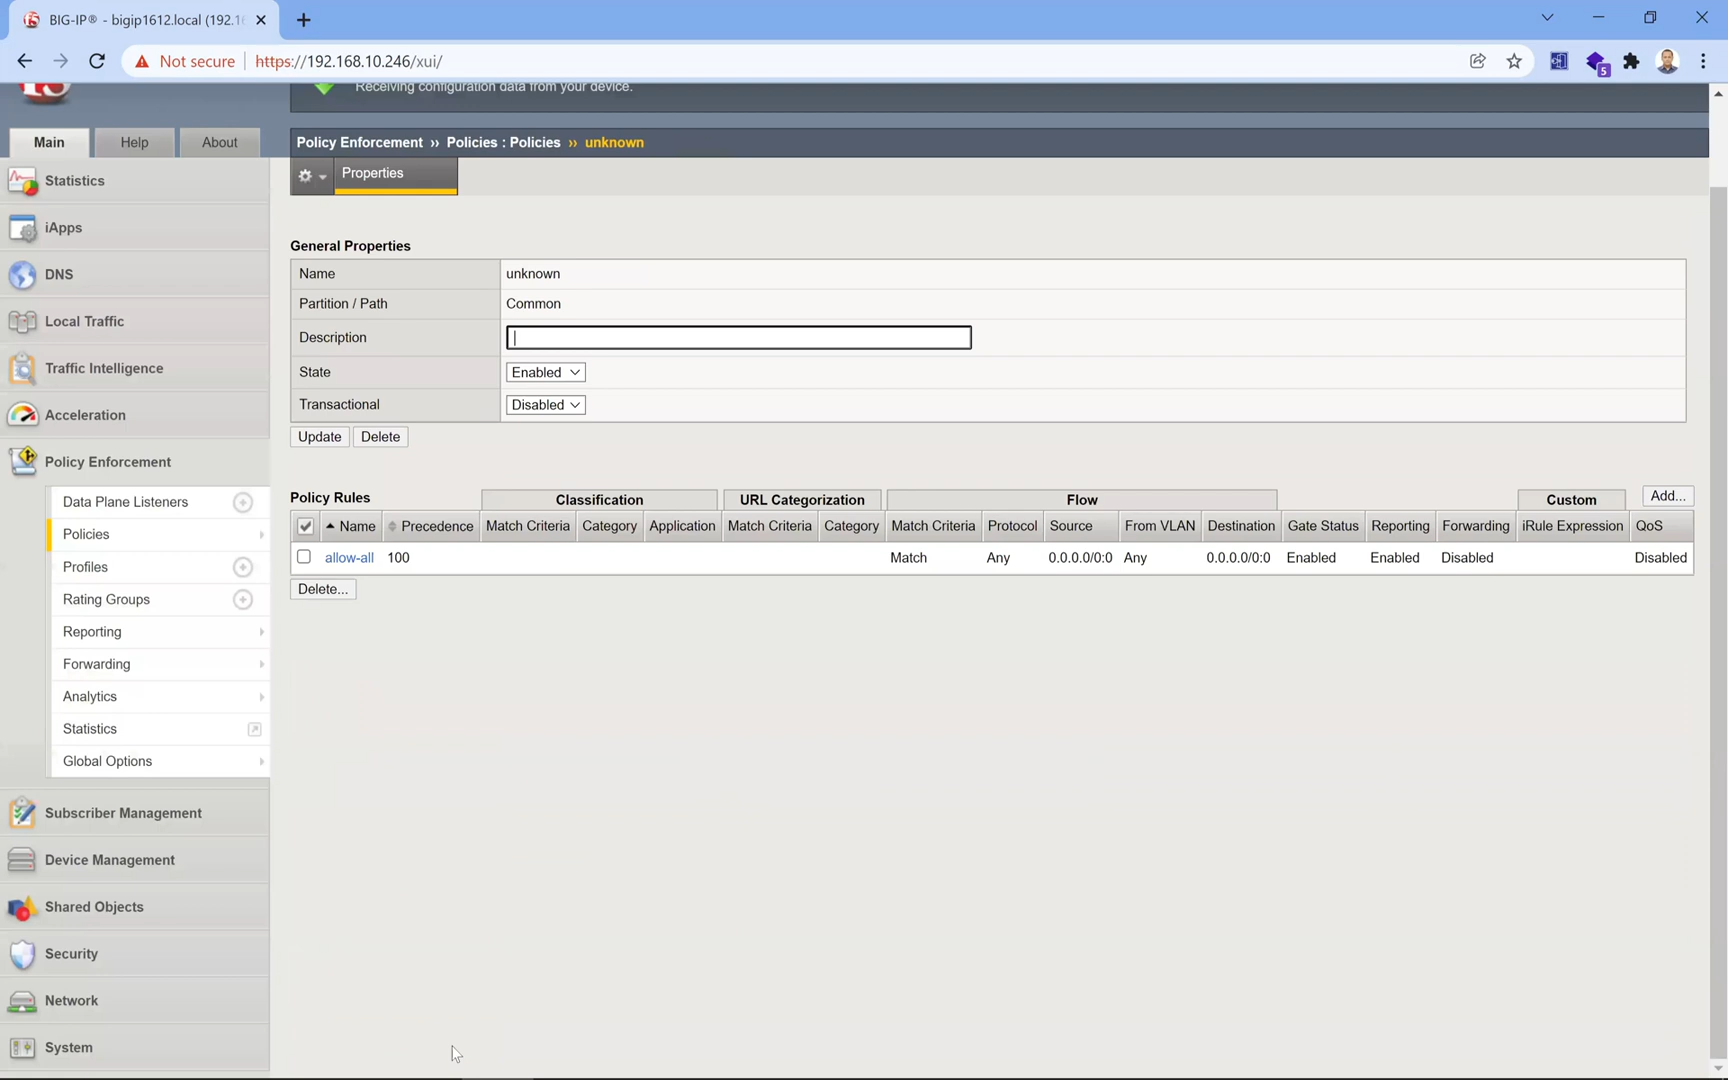 BIG-IP® - bigip1612.local (192.1
Not secure
https://192.168.10.246/xui/
5
Receiving configuration data from your device.
Main
Help
About
Policy Enforcement ›› Policies : Policies ›› unknown
Properties
Statistics
iApps
DNS
Local Traffic
Traffic Intelligence
Acceleration
Policy Enforcement
Data Plane Listeners
Policies
Profiles
Rating Groups
Reporting
Forwarding
Analytics
Statistics
Global Options
Subscriber Management
Device Management
Shared Objects
Security
Network
System
General Properties
Name unknown
Partition / Path Common
Description
State Enabled
Transactional Disabled
Update Delete
Policy Rules Classification URL Categorization Flow Custom Add...
Name Precedence Match Criteria Category Application Match Criteria Category Match Criteria Protocol Source From VLAN Destination Gate Status Reporting Forwarding iRule Expression QoS
allow-all 100 Match Any 0.0.0.0/0:0 Any 0.0.0.0/0:0 Enabled Enabled Disabled Disabled
Delete...